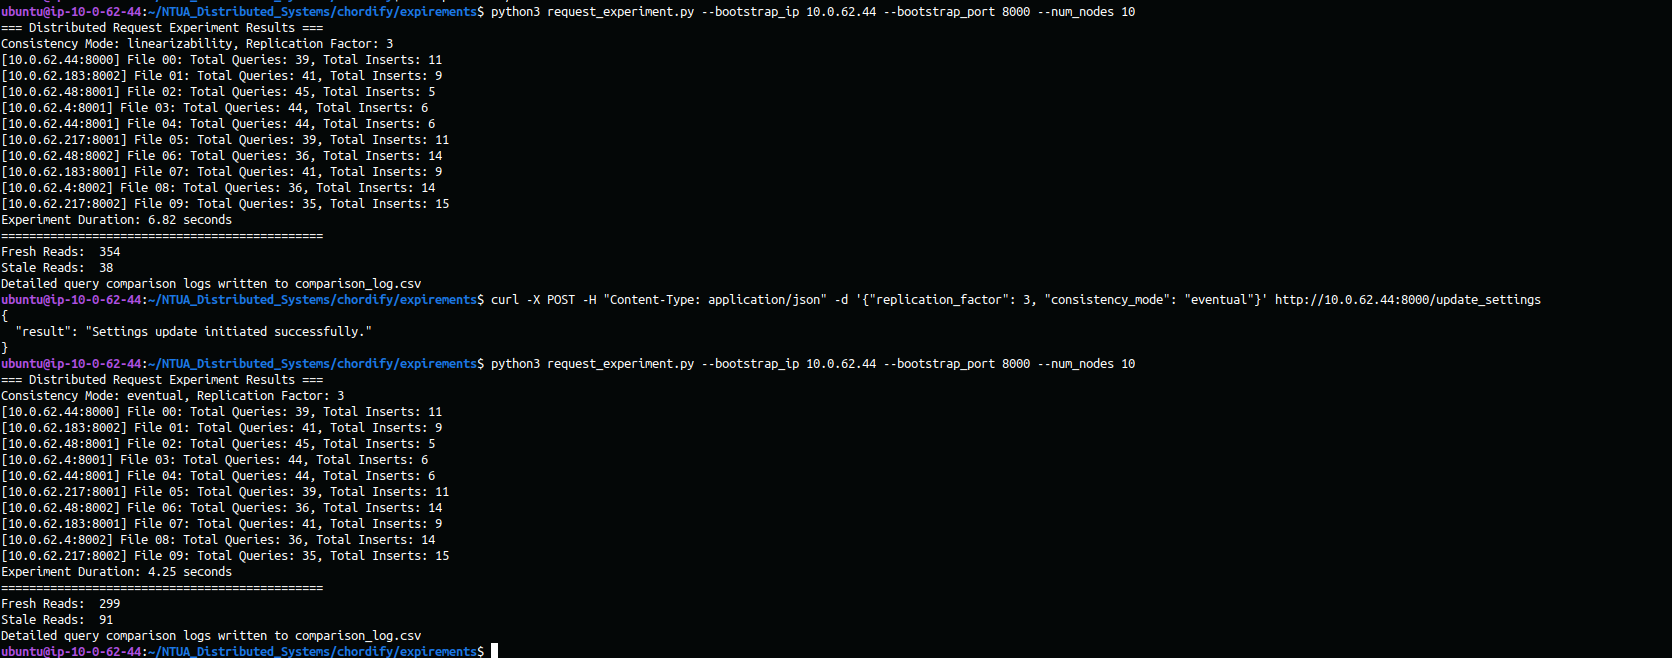 ubuntu@ip-10-0-62-44:~/NTUA_Distributed_Systems/chordify/expirements$ python3 request_experiment.py --bootstrap_ip 10.0.62.44 --bootstrap_port 8000 --num_nodes 10
=== Distributed Request Experiment Results ===
Consistency Mode: linearizability, Replication Factor: 3
[10.0.62.44:8000] File 00: Total Queries: 39, Total Inserts: 11
[10.0.62.183:8002] File 01: Total Queries: 41, Total Inserts: 9
[10.0.62.48:8001] File 02: Total Queries: 45, Total Inserts: 5
[10.0.62.4:8001] File 03: Total Queries: 44, Total Inserts: 6
[10.0.62.44:8001] File 04: Total Queries: 44, Total Inserts: 6
[10.0.62.217:8001] File 05: Total Queries: 39, Total Inserts: 11
[10.0.62.48:8002] File 06: Total Queries: 36, Total Inserts: 14
[10.0.62.183:8001] File 07: Total Queries: 41, Total Inserts: 9
[10.0.62.4:8002] File 08: Total Queries: 36, Total Inserts: 14
[10.0.62.217:8002] File 09: Total Queries: 35, Total Inserts: 15
Experiment Duration: 6.82 seconds
==============================================
Fresh Reads:  354
Stale Reads:  38
Detailed query comparison logs written to comparison_log.csv
ubuntu@ip-10-0-62-44:~/NTUA_Distributed_Systems/chordify/expirements$ curl -X POST -H "Content-Type: application/json" -d '{"replication_factor": 3, "consistency_mode": "eventual"}' http://10.0.62.44:8000/update_settings
{
  "result": "Settings update initiated successfully."
}
ubuntu@ip-10-0-62-44:~/NTUA_Distributed_Systems/chordify/expirements$ python3 request_experiment.py --bootstrap_ip 10.0.62.44 --bootstrap_port 8000 --num_nodes 10
=== Distributed Request Experiment Results ===
Consistency Mode: eventual, Replication Factor: 3
[10.0.62.44:8000] File 00: Total Queries: 39, Total Inserts: 11
[10.0.62.183:8002] File 01: Total Queries: 41, Total Inserts: 9
[10.0.62.48:8001] File 02: Total Queries: 45, Total Inserts: 5
[10.0.62.4:8001] File 03: Total Queries: 44, Total Inserts: 6
[10.0.62.44:8001] File 04: Total Queries: 44, Total Inserts: 6
[10.0.62.217:8001] File 05: Total Queries: 39, Total Inserts: 11
[10.0.62.48:8002] File 06: Total Queries: 36, Total Inserts: 14
[10.0.62.183:8001] File 07: Total Queries: 41, Total Inserts: 9
[10.0.62.4:8002] File 08: Total Queries: 36, Total Inserts: 14
[10.0.62.217:8002] File 09: Total Queries: 35, Total Inserts: 15
Experiment Duration: 4.25 seconds
==============================================
Fresh Reads:  299
Stale Reads:  91
Detailed query comparison logs written to comparison_log.csv
ubuntu@ip-10-0-62-44:~/NTUA_Distributed_Systems/chordify/expirements$